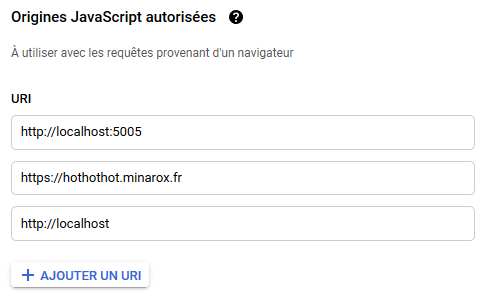 Origines JavaScript autorisées ?
À utiliser avec les requêtes provenant d'un navigateur
URI
http://localhost:5005
https://hothothot.minarox.fr
http://localhost
+ AJOUTER UN URI